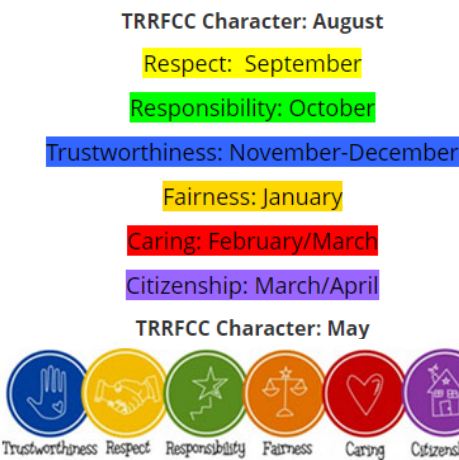 TRRFCC Character: August
Respect:  September
Responsibility: October
Trustworthiness: November-December
Fairness: January
Caring: February/March
Citizenship: March/April
TRRFCC Character: May
Trustworthiness Respect Responsibility Fairness Caring Citizens